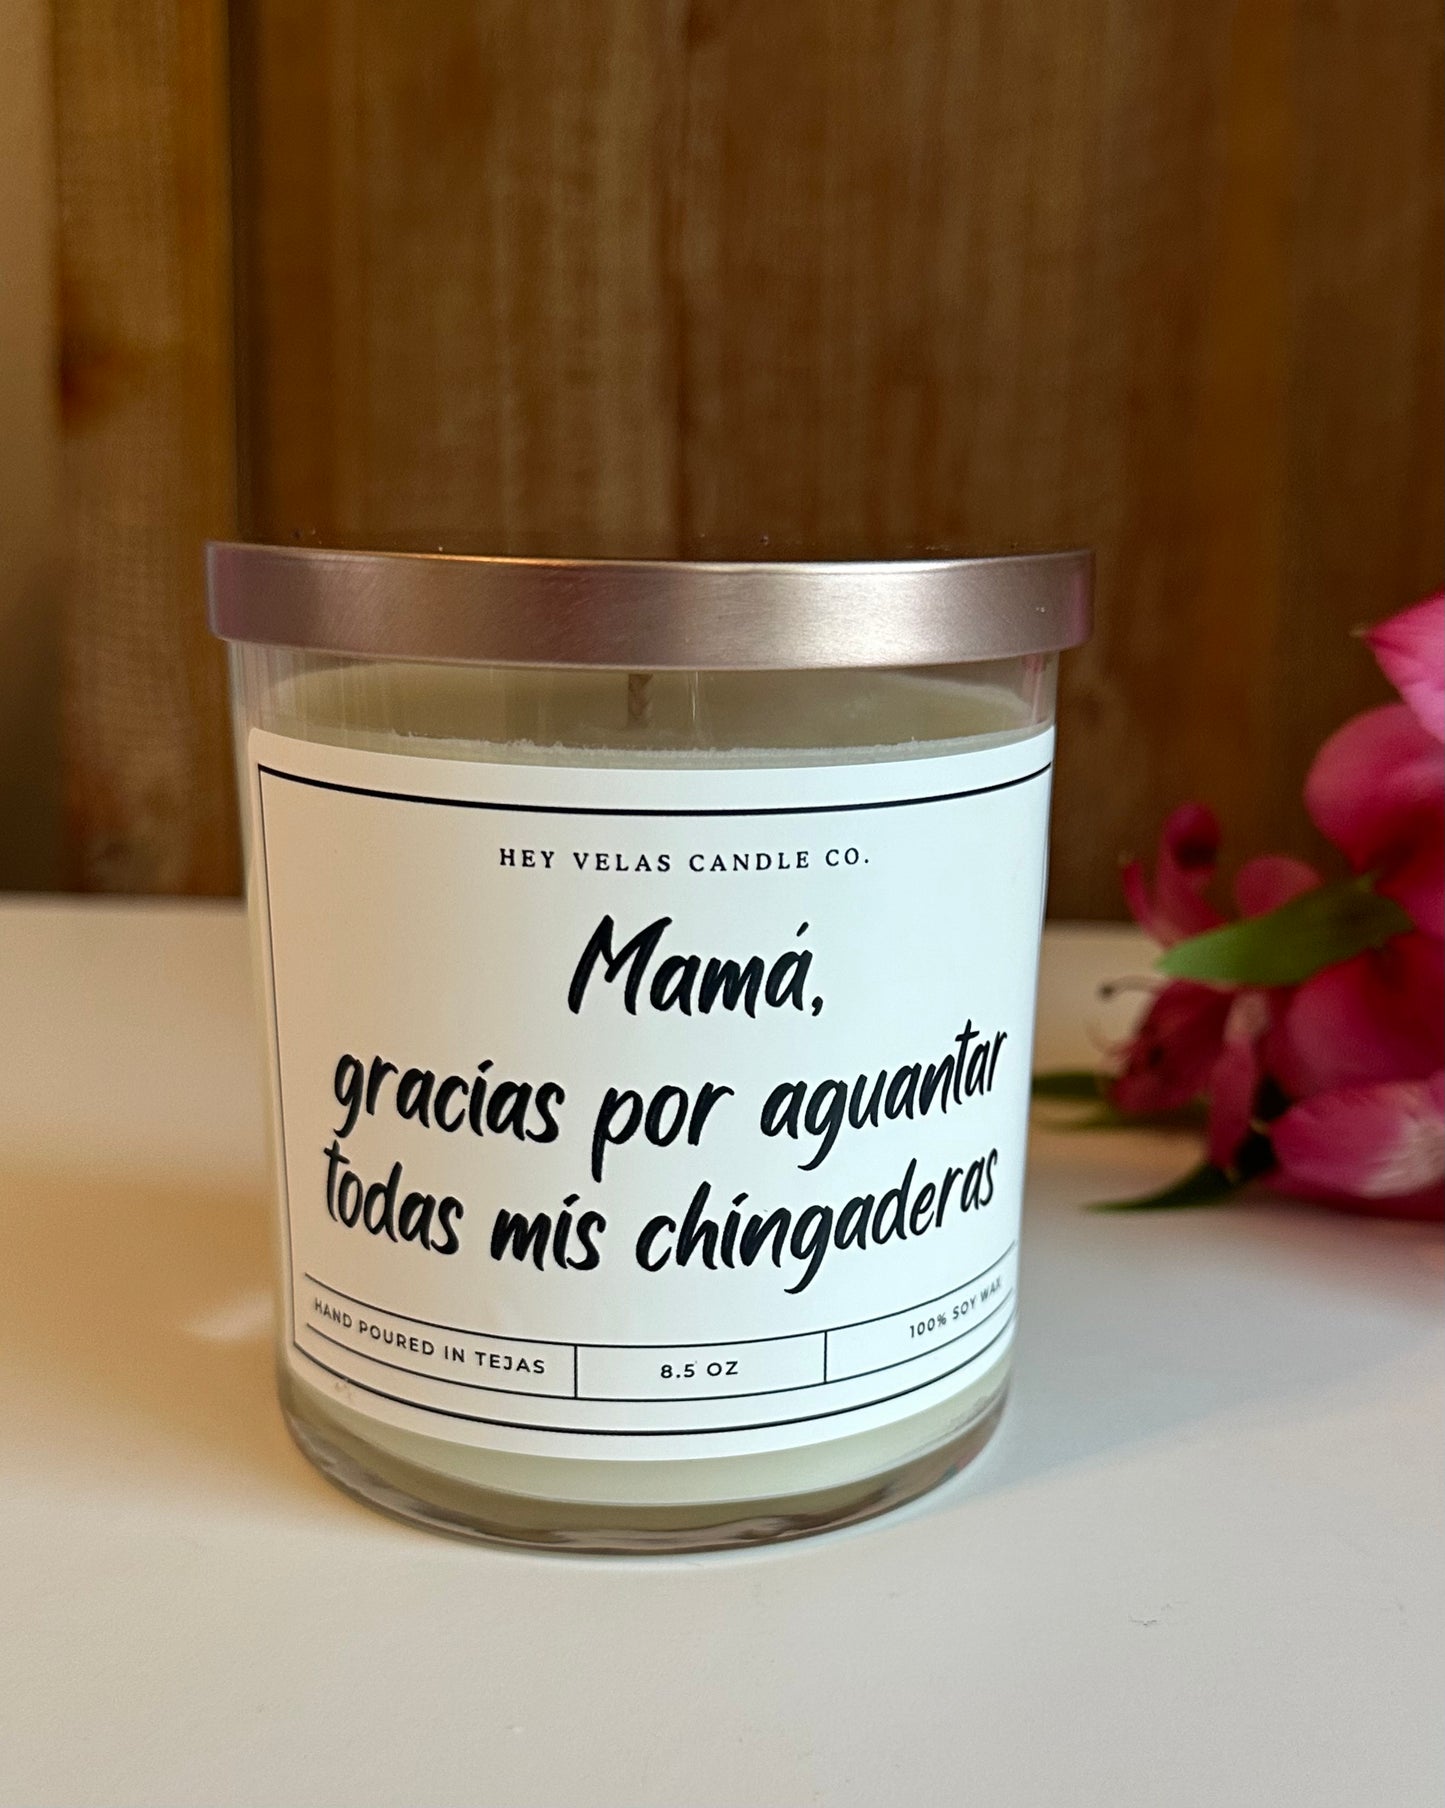 HEY VELAS CANDLE CO.
Mamá,
gracias por aguantar
todas mis chingaderas
HAND POURED IN TEJAS
8.5 OZ
100% SOY WAX